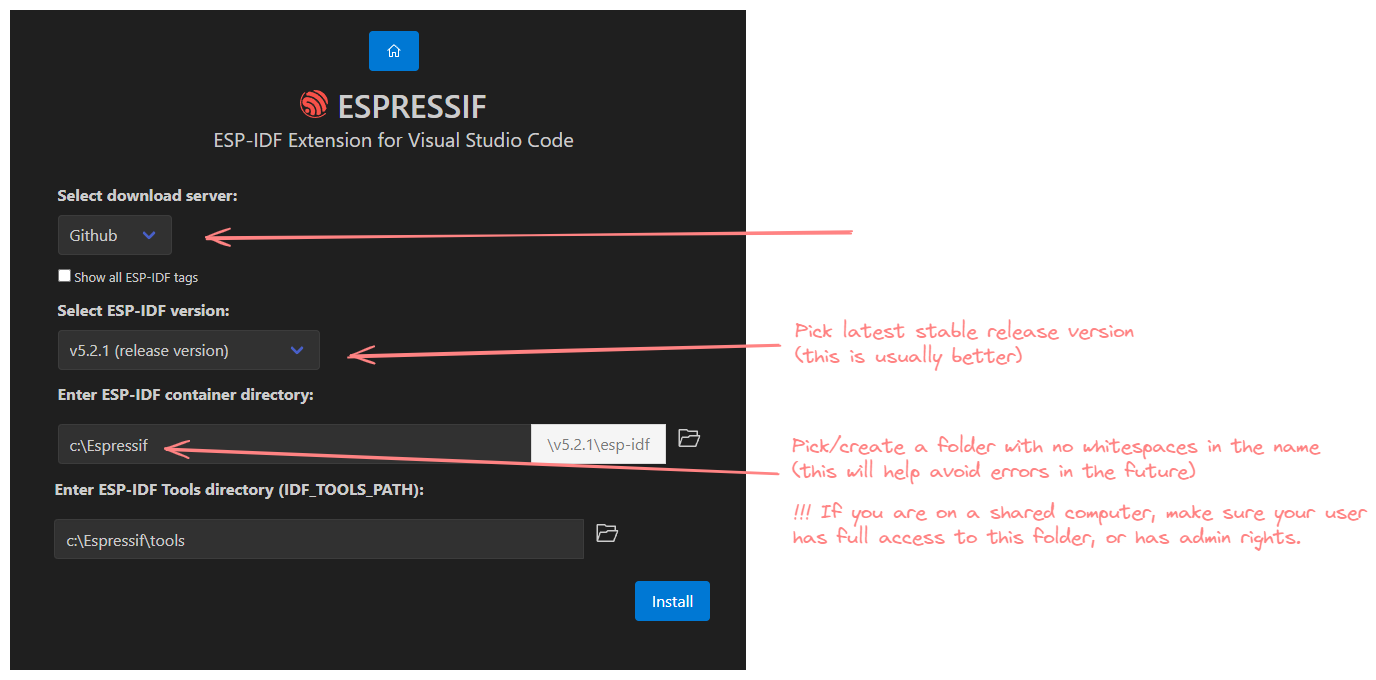 ESPRESSIF
ESP-IDF Extension for Visual Studio Code
Select download server:
Github
Show all ESP-IDF tags
Select ESP-IDF version:
v5.2.1 (release version)
Pick latest stable release version
(this is usually better)
Enter ESP-IDF container directory:
c:\Espressif
\v5.2.1\esp-idf
Pick/create a folder with no whitespaces in the name
(this will help avoid errors in the future)
!!! If you are on a shared computer, make sure your user
has full access to this folder, or has admin rights.
Enter ESP-IDF Tools directory (IDF_TOOLS_PATH):
c:\Espressif\tools
Install